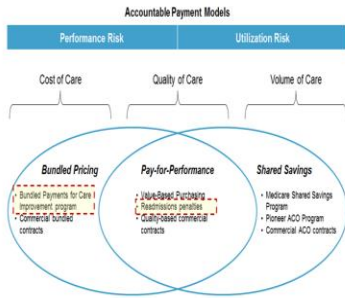 Accountable Payment Models
Performance Risk
Utilization Risk
Cost of Care
Quality of Care
Volume of Care
Bundled Pricing
• Bundled Payments for Care
Improvement program
• Commercial bundled
contracts
Pay-for-Performance
• Value-Based Purchasing
• Readmissions penalties
• Quality-based commercial
contracts
Shared Savings
• Medicare Shared Savings
Program
• Pioneer ACO Program
• Commercial ACO contracts